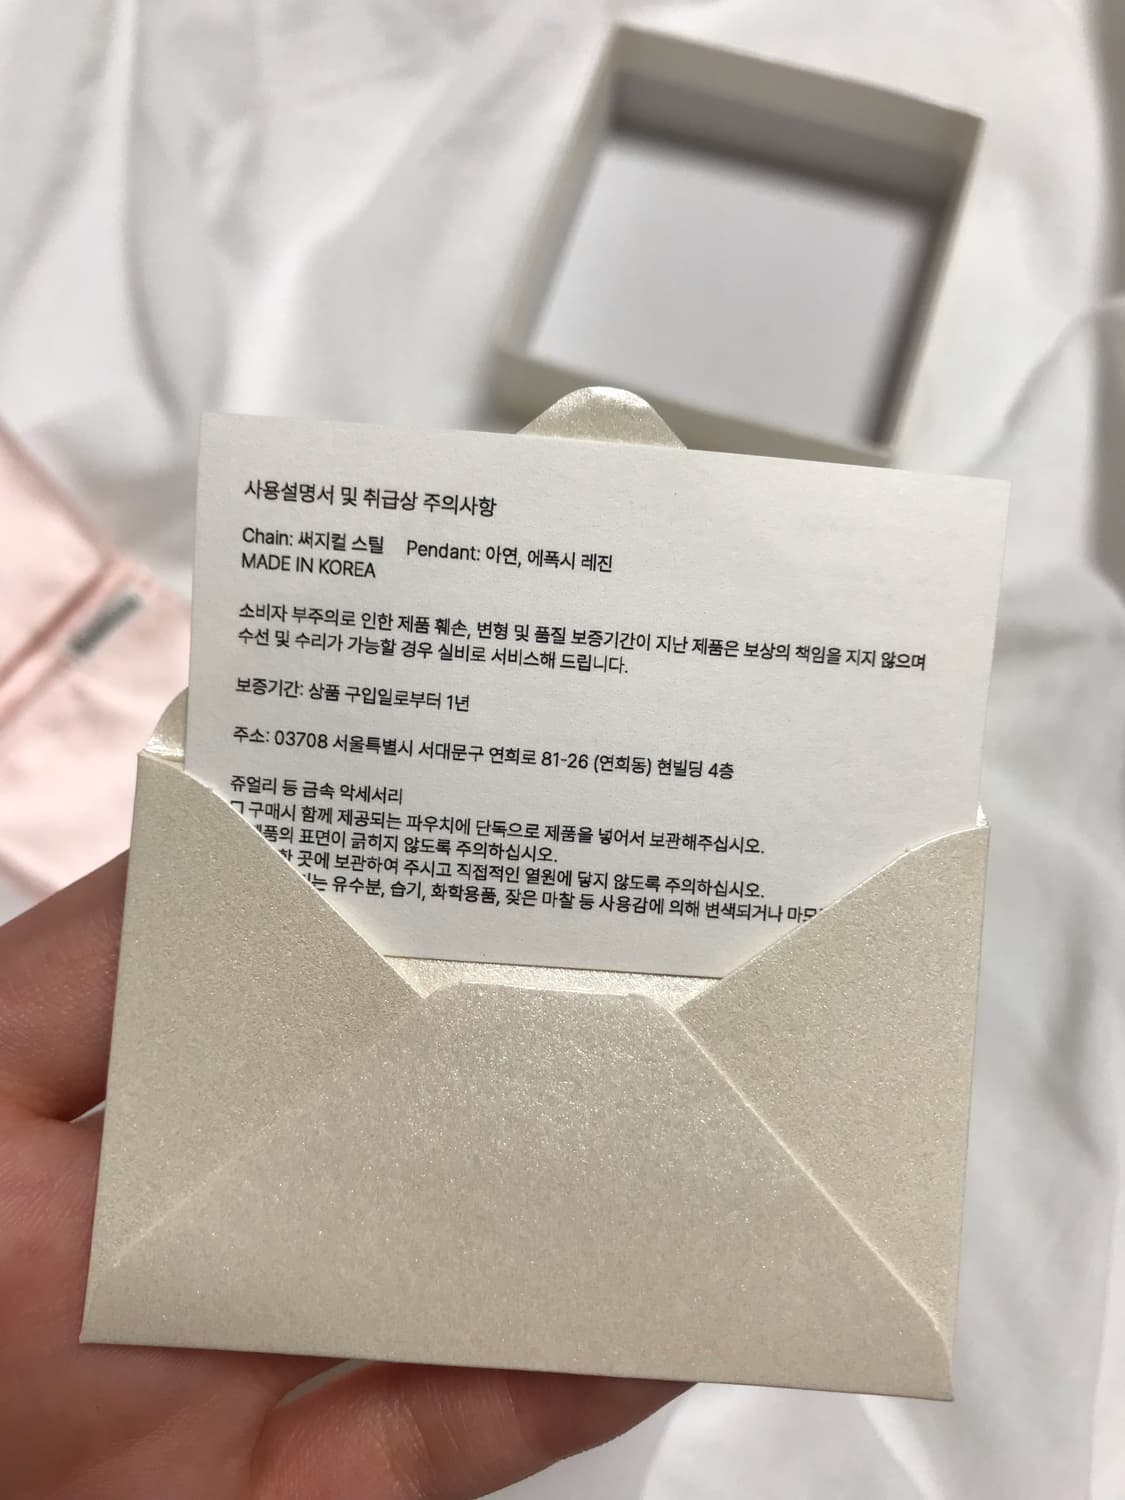 사용설명서 및 취급상 주의사항
Chain: 써지컬 스틸 Pendant: 아연, 에폭시 레진
MADE IN KOREA
소비자 부주의로 인한 제품 훼손, 변형 및 품질 보증기간이 지난 제품은 보상의 책임을 지지 않으며
수선 및 수리가 가능할 경우 실비로 서비스해 드립니다.
보증기간: 상품 구입일로부터 1년
주소: 03708 서울특별시 서대문구 연희로 81-26 (연희동) 현빌딩 4층
쥬얼리 등 금속 악세서리
구매시 함께 제공되는 파우치에 단독으로 제품을 넣어서 보관해주십시오.
제품의 표면이 긁히지 않도록 주의하십시오.
한 곳에 보관하여 주시고 직접적인 열원에 닿지 않도록 주의하십시오.
유수분, 습기, 화학용품, 잦은 마찰 등 사용감에 의해 변색되거나